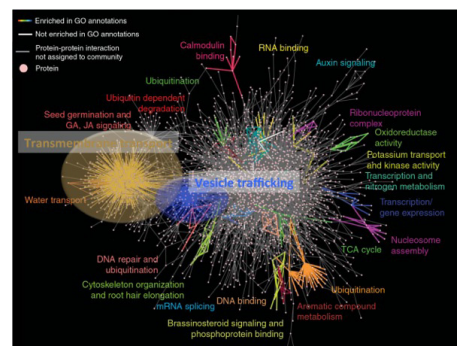 Enriched in GO annotations
Not enriched in GO annotations
Protein-protein interaction
not assigned to community
Protein
Calmodulin
binding
RNA binding
Auxin signaling
Ubiquitination
Ubiquitin dependent
degradation
Seed germination and
GA, JA signaling
Ribonucleoprotein
complex
Oxidoreductase
activity
Potassium transport
and kinase activity
Vesicle trafficking
Transcription and
nitrogen metabolism
Water transport
Transcription/
gene expression
Nucleosome
assembly
TCA cycle
DNA repair and
ubiquitination
Cytoskeleton organization
and root hair elongation
Ubiquitination
mRNA splicing
DNA binding
Aromatic compound
metabolism
Brassinosteroid signaling and
phosphoprotein binding